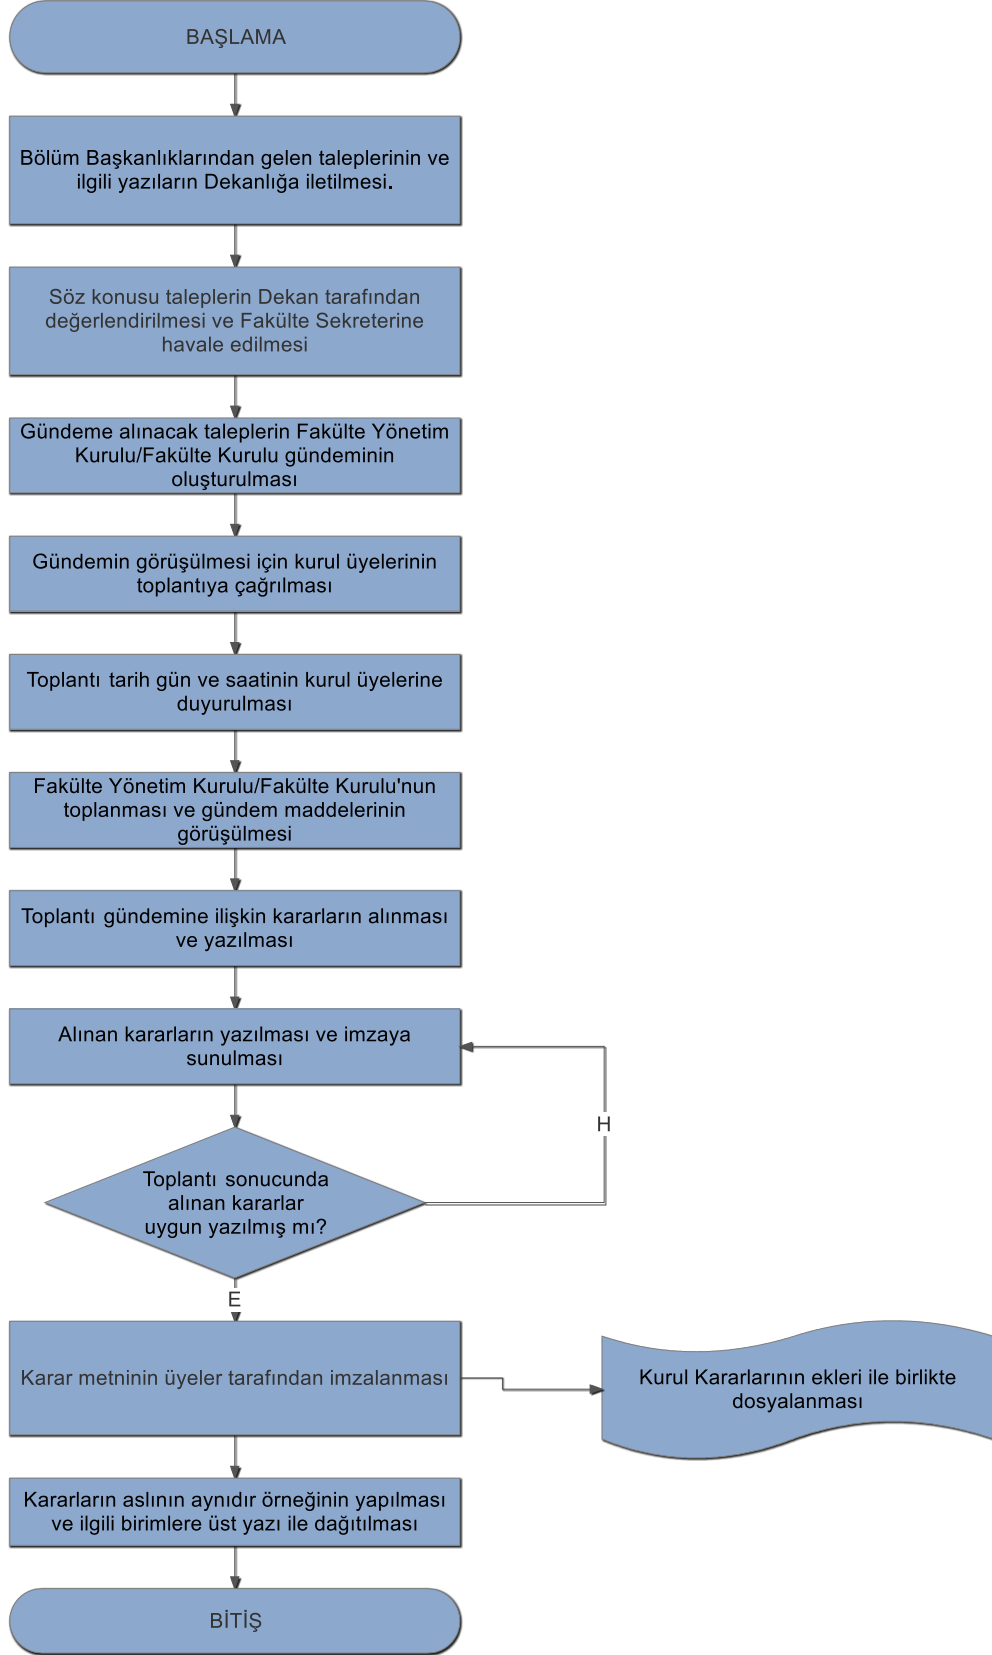 BAŞLAMA
Bölüm Başkanlıklarından gelen taleplerinin ve
ilgili yazıların Dekanlığa iletilmesi.
Söz konusu taleplerin Dekan tarafından
değerlendirilmesi ve Fakülte Sekreterine
havale edilmesi
Gündeme alınacak taleplerin Fakülte Yönetim
Kurulu/Fakülte Kurulu gündeminin
oluşturulması
Gündemin görüşülmesi için kurul üyelerinin
toplantıya çağrılması
Toplantı tarih gün ve saatinin kurul üyelerine
duyurulması
Fakülte Yönetim Kurulu/Fakülte Kurulu'nun
toplanması ve gündem maddelerinin
görüşülmesi
Toplantı gündemine ilişkin kararların alınması
ve yazılması
Alınan kararların yazılması ve imzaya
sunulması
H
Toplantı sonucunda
alınan kararlar
uygun yazılmış mı?
E
Karar metninin üyeler tarafından imzalanması
Kurul Kararlarının ekleri ile birlikte
dosyalanması
Kararların aslının aynıdır örneğinin yapılması
ve ilgili birimlere üst yazı ile dağıtılması
BİTİŞ